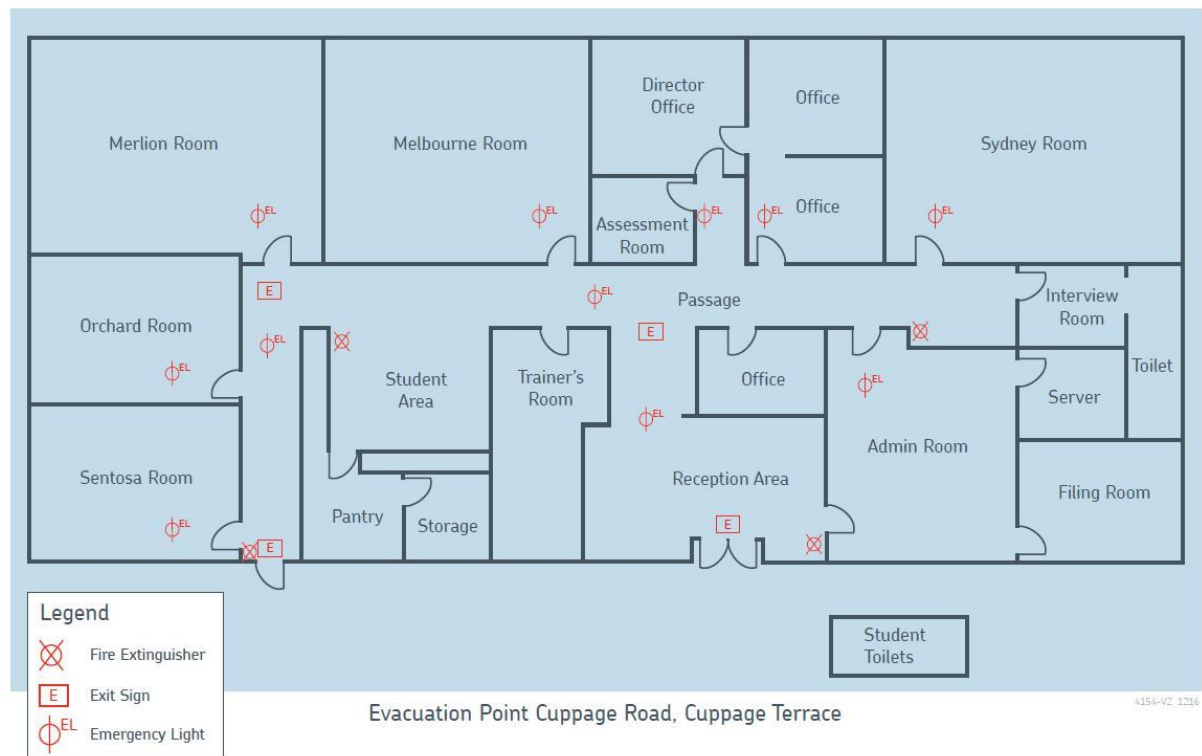 Merlion Room
EL
Melbourne Room
EL
Director
Office
Office
Office
EL
Sydney Room
EL
Assessment
Room
EL
E
EL
Passage
E
Interview
Room
Toilet
Orchard Room
EL
EL
Student
Area
Trainer's
Room
Office
EL
EL
Server
Admin Room
Sentosa Room
EL
E
Pantry
Storage
Reception Area
E
Filing Room
Student
Toilets
Legend
Fire Extinguisher
E Exit Sign
EL Emergency Light
Evacuation Point Cuppage Road, Cuppage Terrace
4154-V2 1216